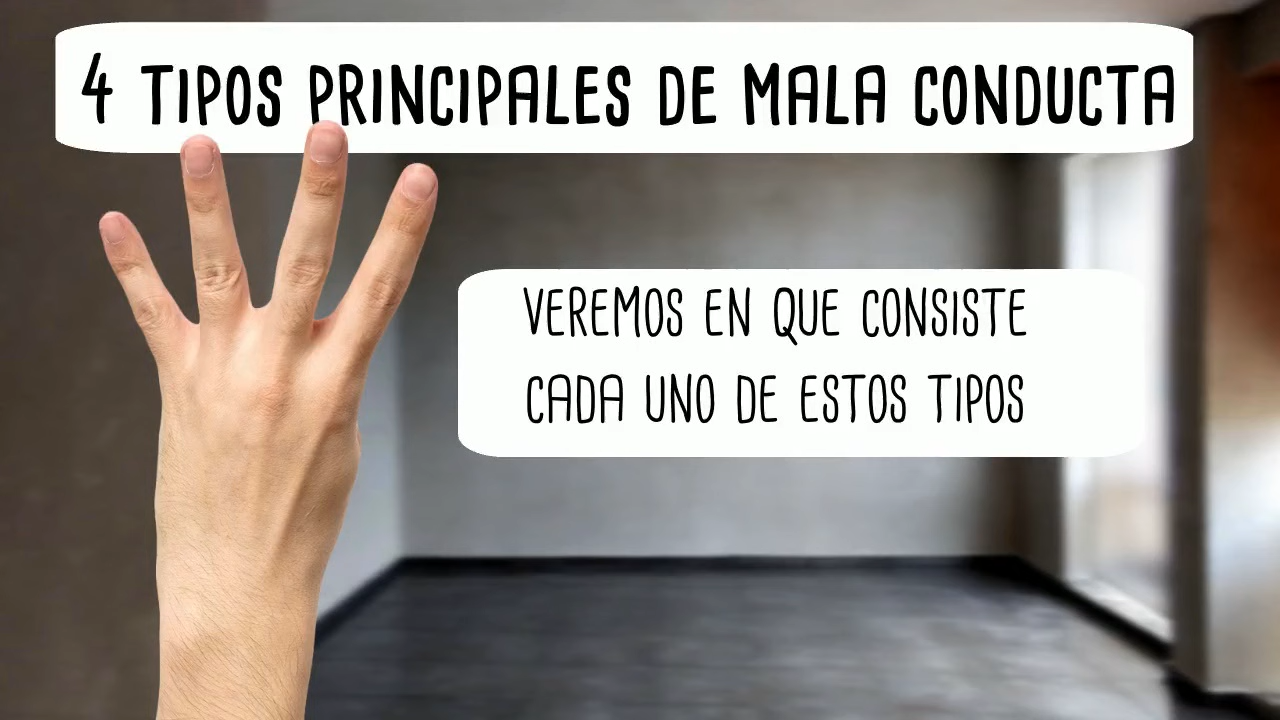 4 TIPOS PRINCIPALES DE MALA CONDUCTA
VEREMOS EN QUE CONSISTE
CADA UNO DE ESTOS TIPOS